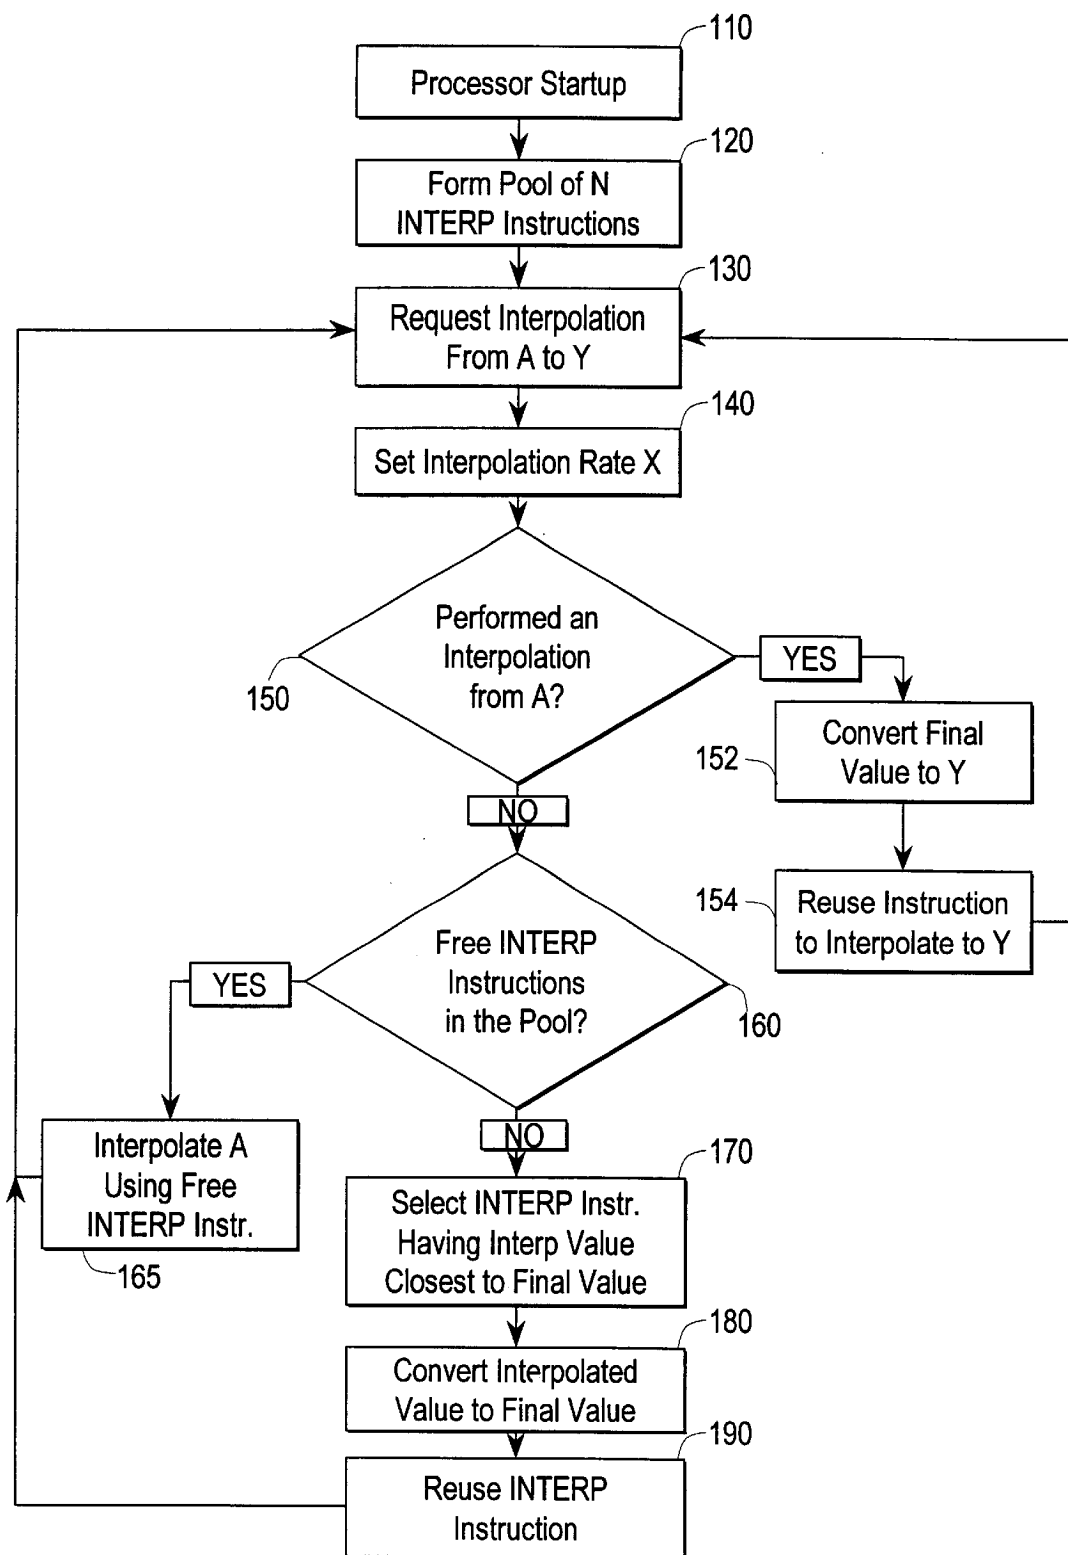 110
Processor Startup
120
Form Pool of N
INTERP Instructions
130
Request Interpolation
From A to Y
140
Set Interpolation Rate X
Performed an
Interpolation
from A?
150
YES
Convert Final
Value to Y
152
NO
154
Reuse Instruction
to Interpolate to Y
Free INTERP
Instructions
in the Pool?
YES
160
NO
Interpolate A
Using Free
INTERP Instr.
165
170
Select INTERP Instr.
Having Interp Value
Closest to Final Value
180
Convert Interpolated
Value to Final Value
190
Reuse INTERP
Instruction